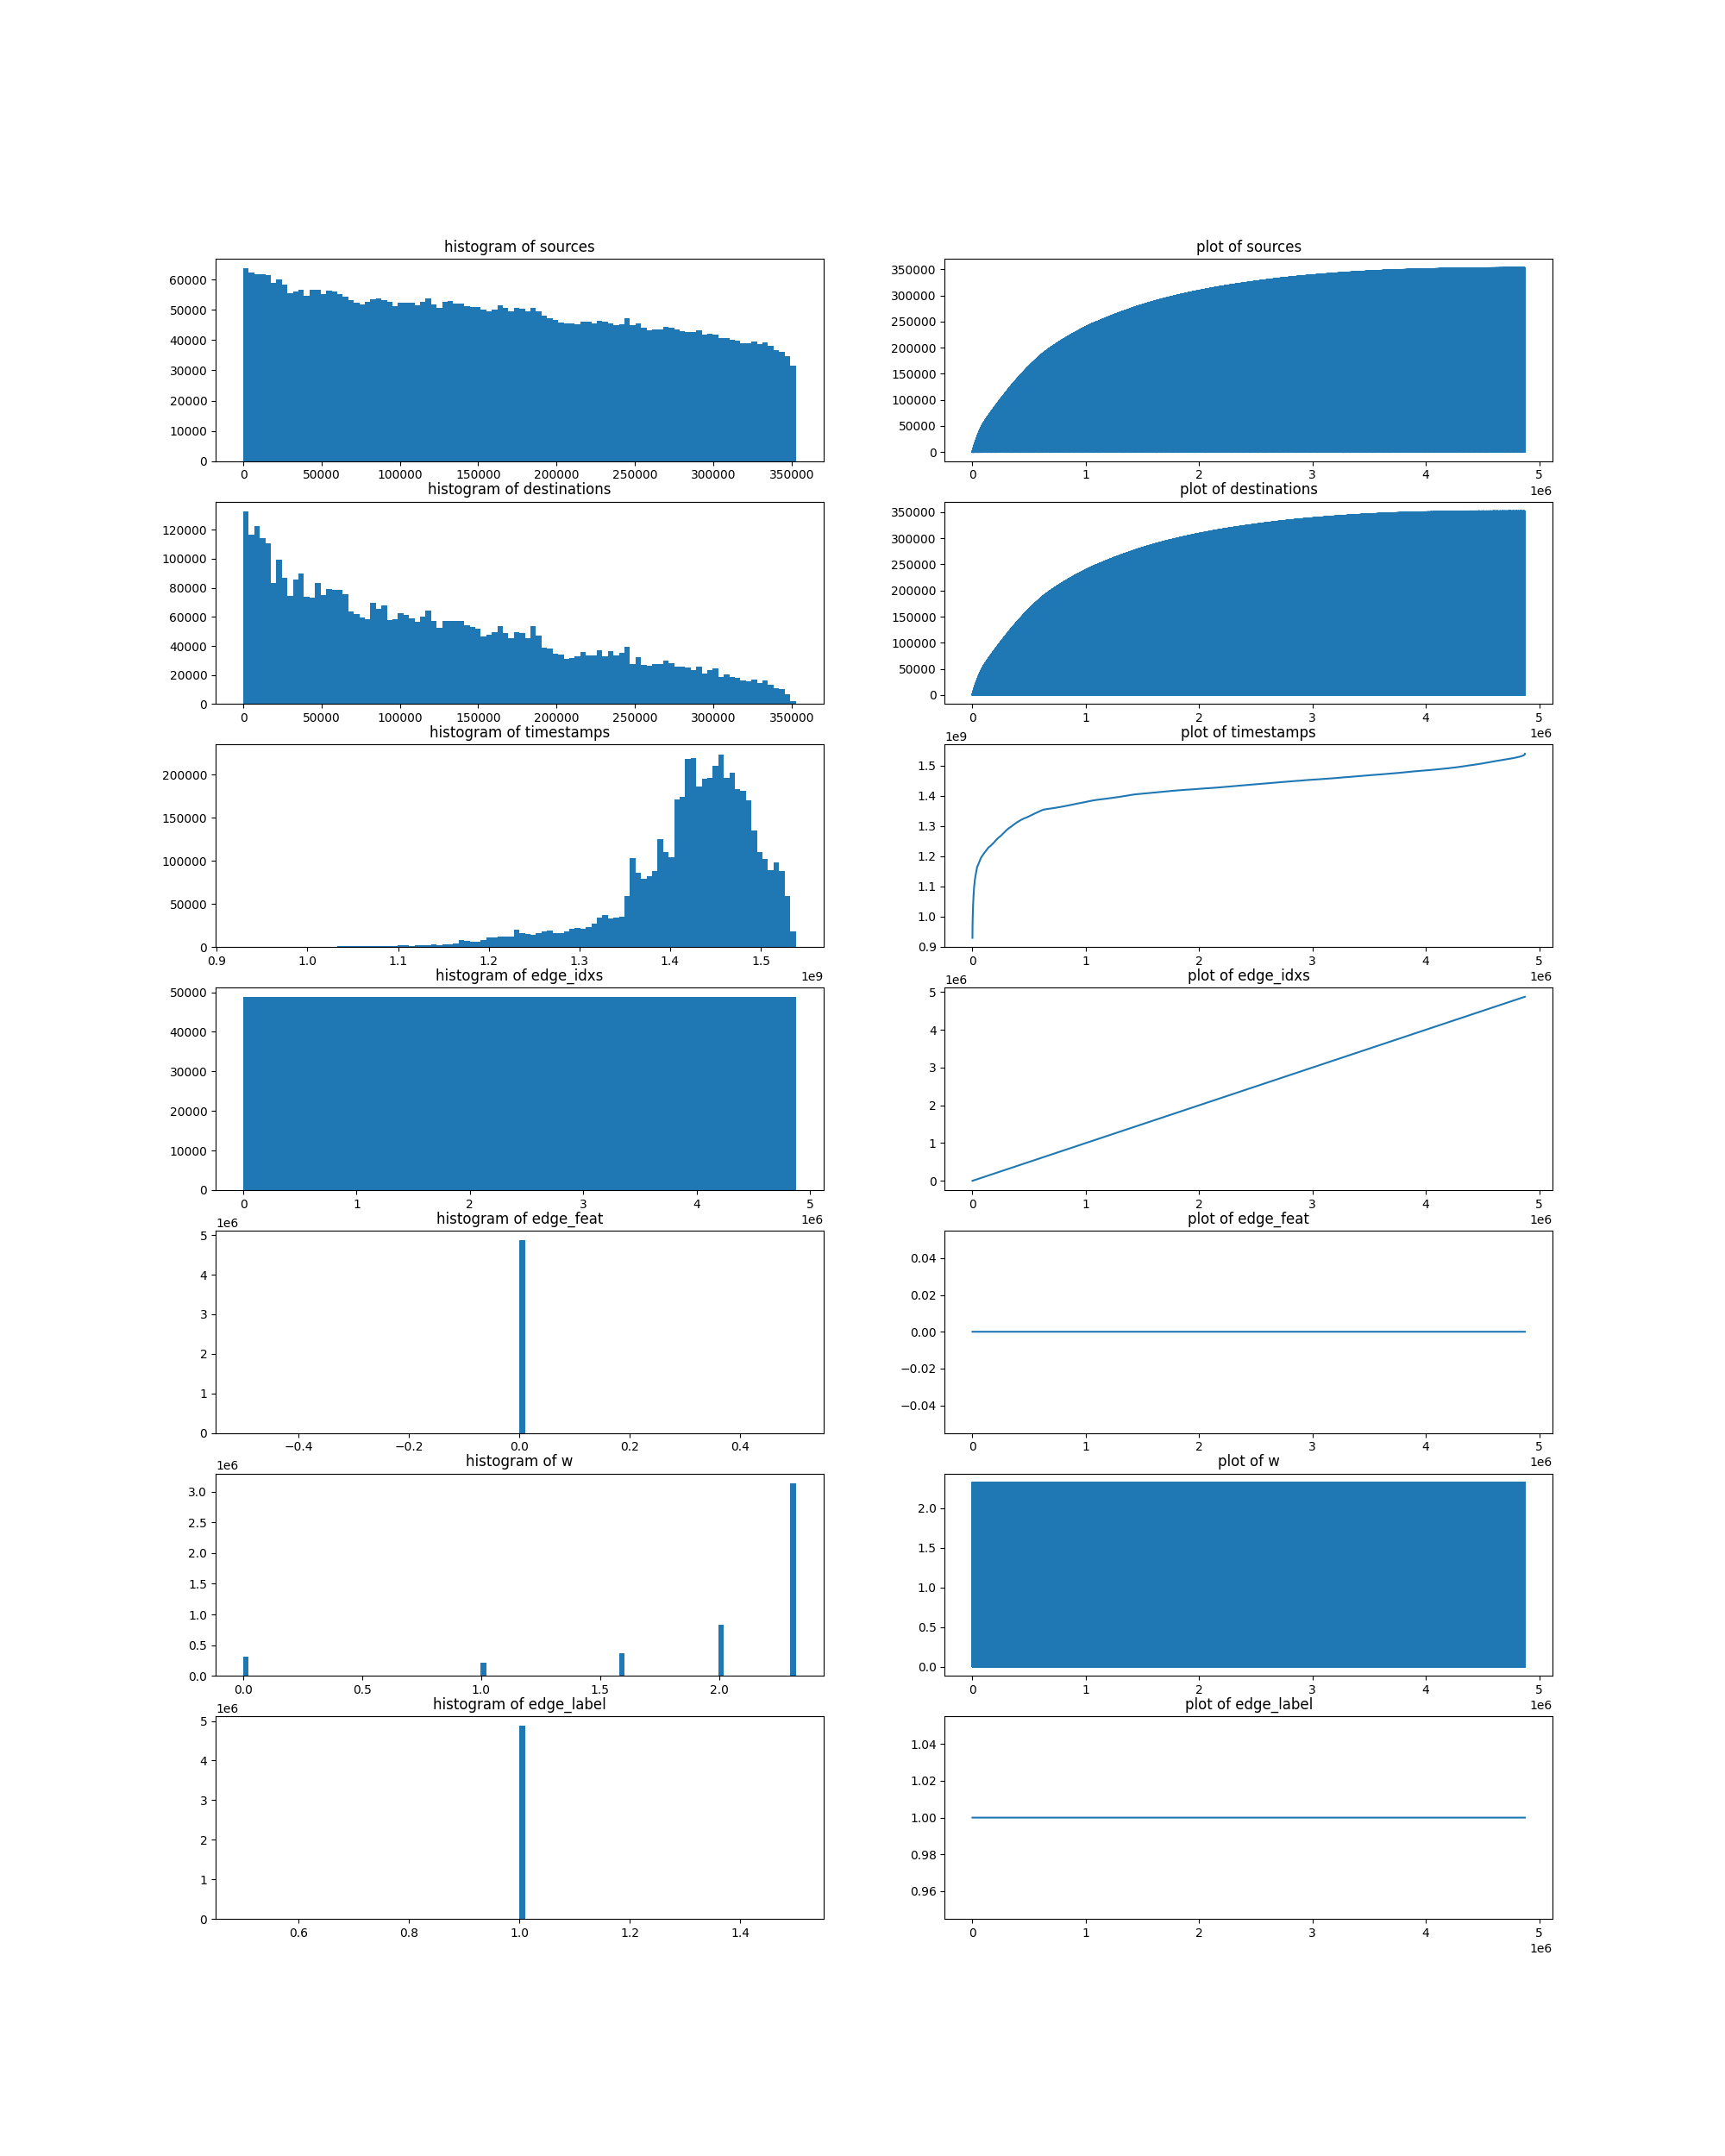 histogram of sources
60000
50000
40000
30000
20000
10000
0
0 50000 100000 150000 200000 250000 300000 350000
plot of sources
350000
300000
250000
200000
150000
100000
50000
0
0 1 2 3 4 5
1e6
histogram of destinations
120000
100000
80000
60000
40000
20000
0
0 50000 100000 150000 200000 250000 300000 350000
plot of destinations
350000
300000
250000
200000
150000
100000
50000
0
0 1 2 3 4 5
1e6
histogram of timestamps
200000
150000
100000
50000
0
0.9 1.0 1.1 1.2 1.3 1.4 1.5
1e9
plot of timestamps
1e9
1.5
1.4
1.3
1.2
1.1
1.0
0.9
0 1 2 3 4 5
1e6
histogram of edge_idxs
50000
40000
30000
20000
10000
0
0 1 2 3 4 5
1e6
plot of edge_idxs
1e6
5
4
3
2
1
0
0 1 2 3 4 5
1e6
histogram of edge_feat
1e6
5
4
3
2
1
0
−0.4 −0.2 0.0 0.2 0.4
plot of edge_feat
0.04
0.02
0.00
−0.02
−0.04
0 1 2 3 4 5
1e6
histogram of w
1e6
3.0
2.5
2.0
1.5
1.0
0.5
0.0
0.0 0.5 1.0 1.5 2.0
plot of w
2.0
1.5
1.0
0.5
0.0
0 1 2 3 4 5
1e6
histogram of edge_label
1e6
5
4
3
2
1
0
0.6 0.8 1.0 1.2 1.4
plot of edge_label
1.04
1.02
1.00
0.98
0.96
0 1 2 3 4 5
1e6